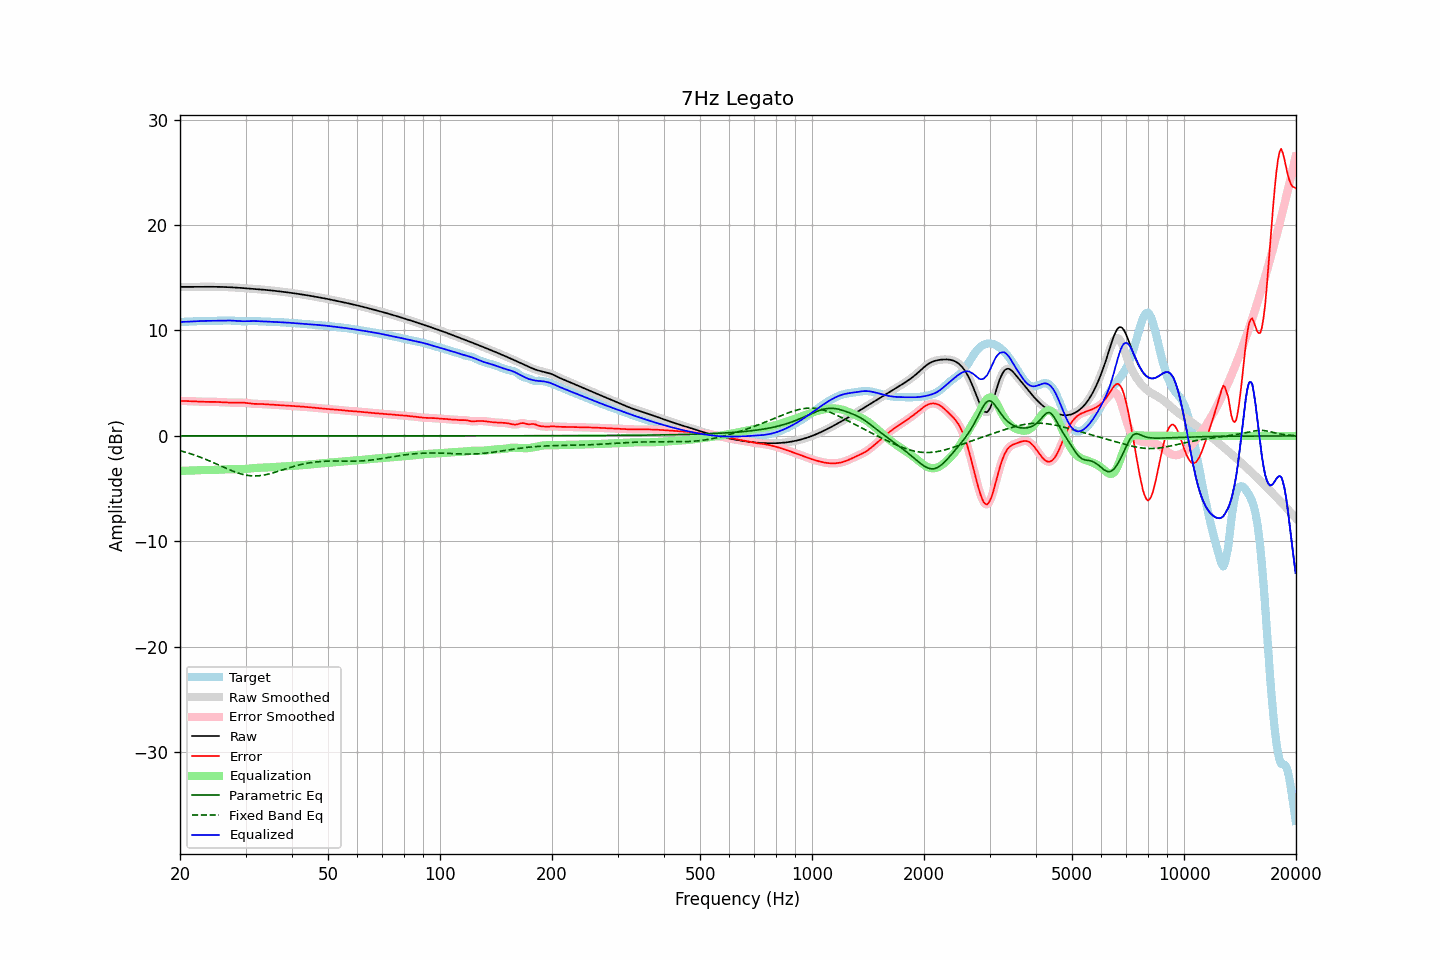 7Hz Legato
Amplitude (dBr)
30
20
10
0
−10
−20
−30
Target
Raw Smoothed
Error Smoothed
Raw
Error
Equalization
Parametric Eq
Fixed Band Eq
Equalized
20 50 100 200 500 1000 2000 5000 10000 20000
Frequency (Hz)